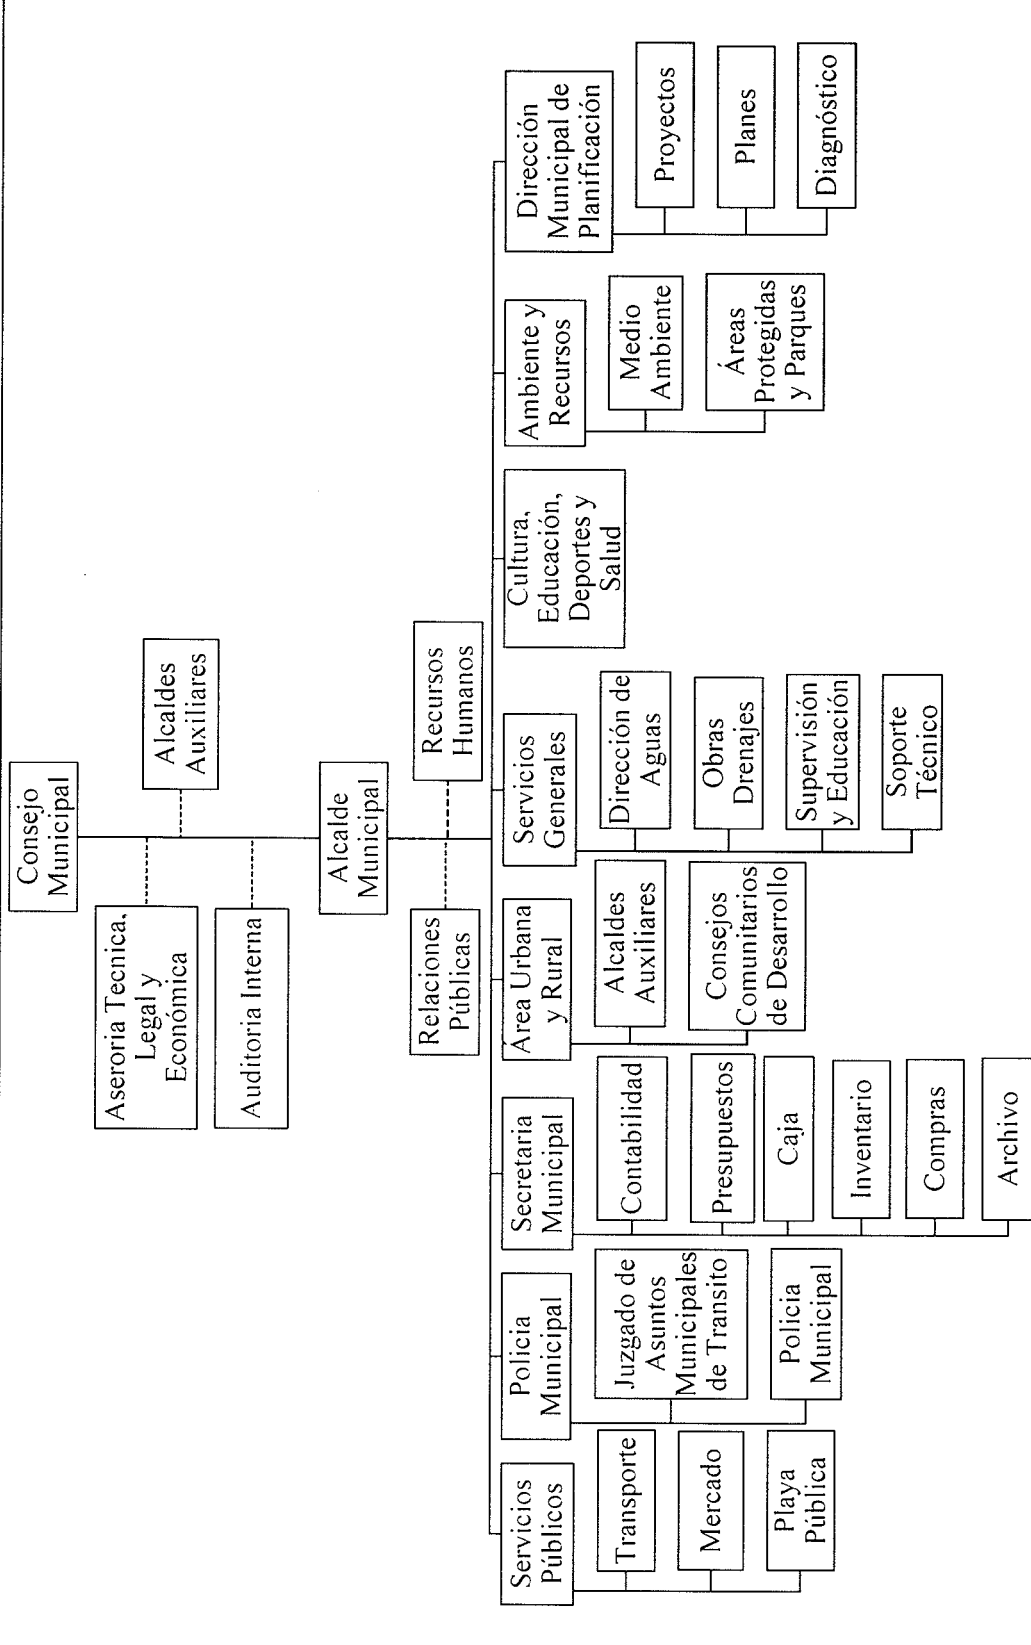 Consejo
Municipal
Alcaldes
Auxiliares
Aseroria Tecnica,
Legal y
Económica
Auditoria Interna
Alcalde
Municipal
Relaciones
Públicas
Recursos
Humanos
Servicios
Públicos
Transporte
Mercado
Playa
Pública
Policia
Municipal
Juzgado de
Asuntos
Municipales
de Transito
Policia
Municipal
Secretaria
Municipal
Contabilidad
Presupuestos
Caja
Inventario
Compras
Archivo
Área Urbana
y Rural
Alcaldes
Auxiliares
Consejos
Comunitarios
de Desarrollo
Servicios
Generales
Dirección de
Aguas
Obras
Drenajes
Supervisión
y Educación
Soporte
Técnico
Cultura,
Educación,
Deportes y
Salud
Ambiente y
Recursos
Medio
Ambiente
Áreas
Protegidas
y Parques
Dirección
Municipal de
Planificación
Proyectos
Planes
Diagnóstico